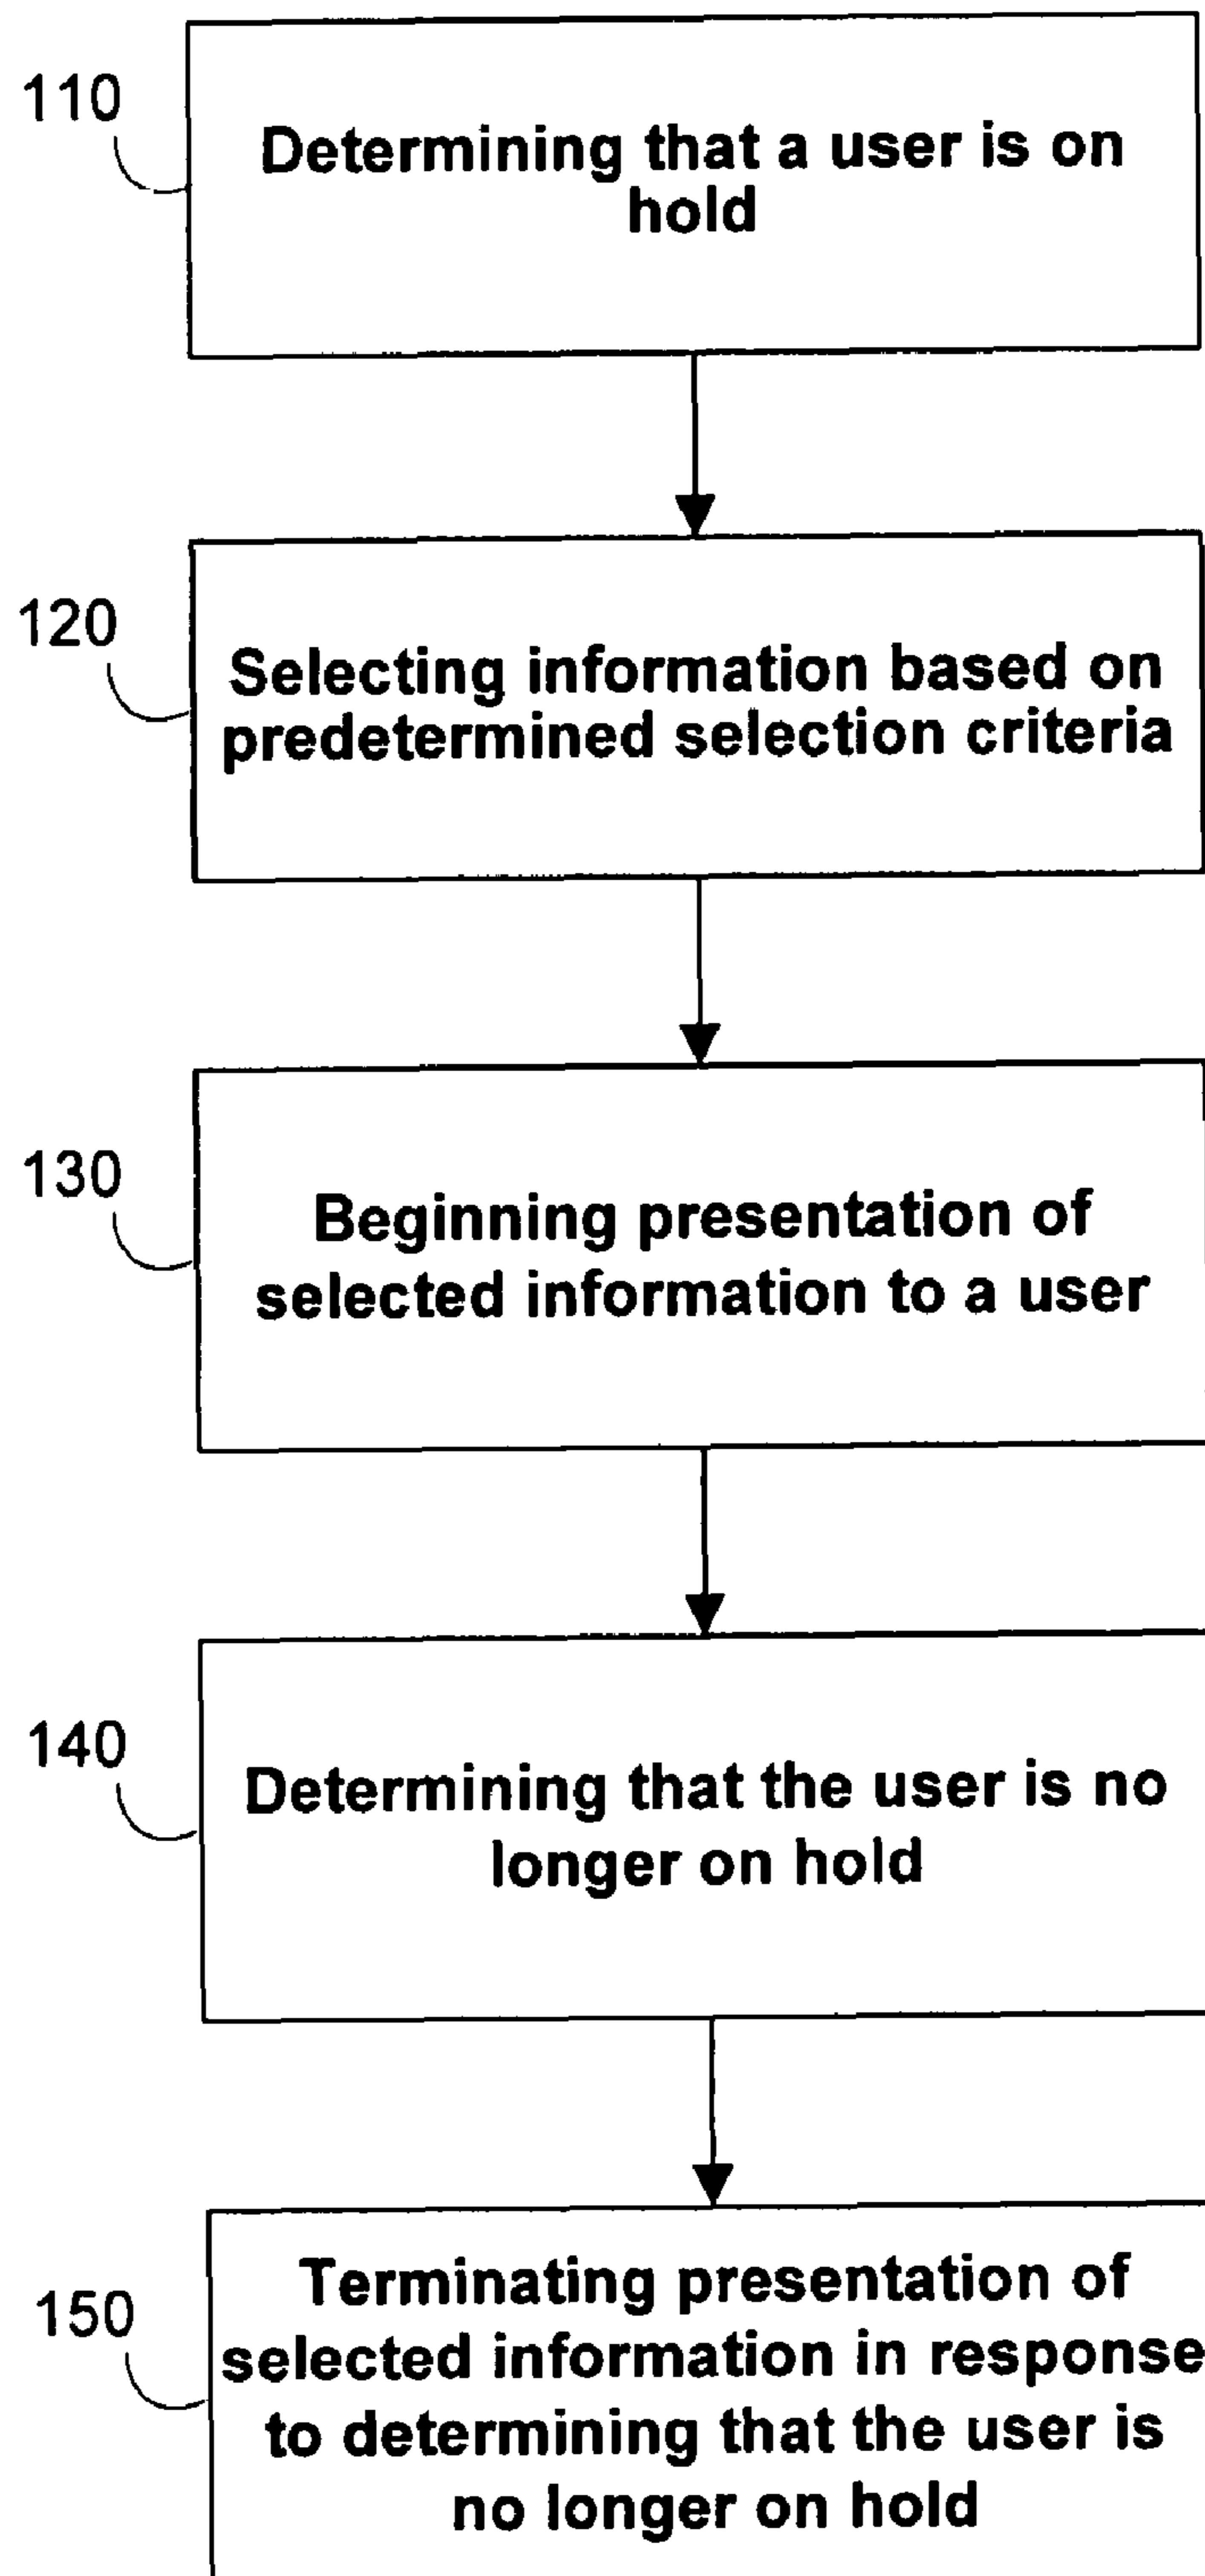 110
Determining that a user is on
hold
120
Selecting information based on
predetermined selection criteria
130
Beginning presentation of
selected information to a user
140
Determining that the user is no
longer on hold
150
Terminating presentation of
selected information in response
to determining that the user is
no longer on hold